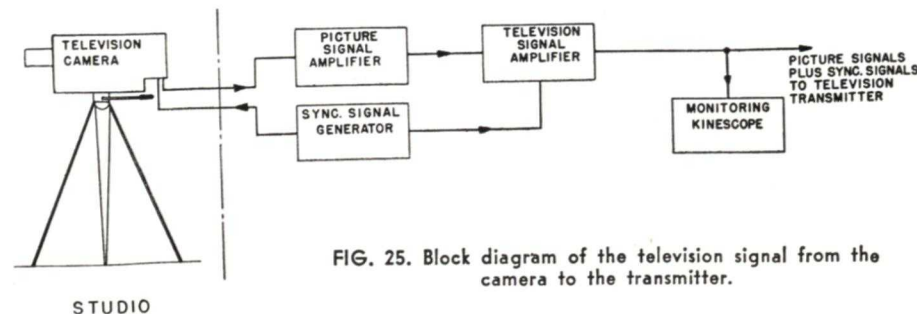 TELEVISION
CAMERA
PICTURE
SIGNAL
AMPLIFIER
TELEVISION
SIGNAL
AMPLIFIER
PICTURE SIGNALS
PLUS SYNC. SIGNALS
TO TELEVISION
TRANSMITTER
SYNC. SIGNAL
GENERATOR
MONITORING
KINESCOPE
FIG. 25. Block diagram of the television signal from the
camera to the transmitter.
STUDIO